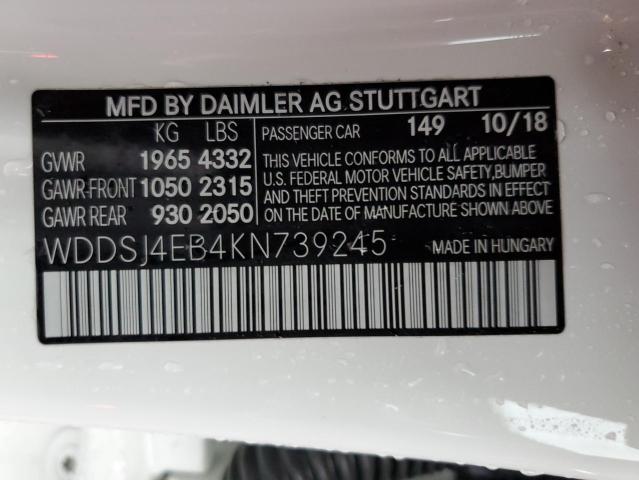 MFD BY DAIMLER AG STUTTGART
KG LBS PASSENGER CAR 149 10/18
GVWR 1965 4332
GAWR-FRONT 1050 2315
GAWR REAR 930 2050
THIS VEHICLE CONFORMS TO ALL APPLICABLE
U.S. FEDERAL MOTOR VEHICLE SAFETY, BUMPER
AND THEFT PREVENTION STANDARDS IN EFFECT
ON THE DATE OF MANUFACTURE SHOWN ABOVE
WDDSJ4EB4KN739245 MADE IN HUNGARY